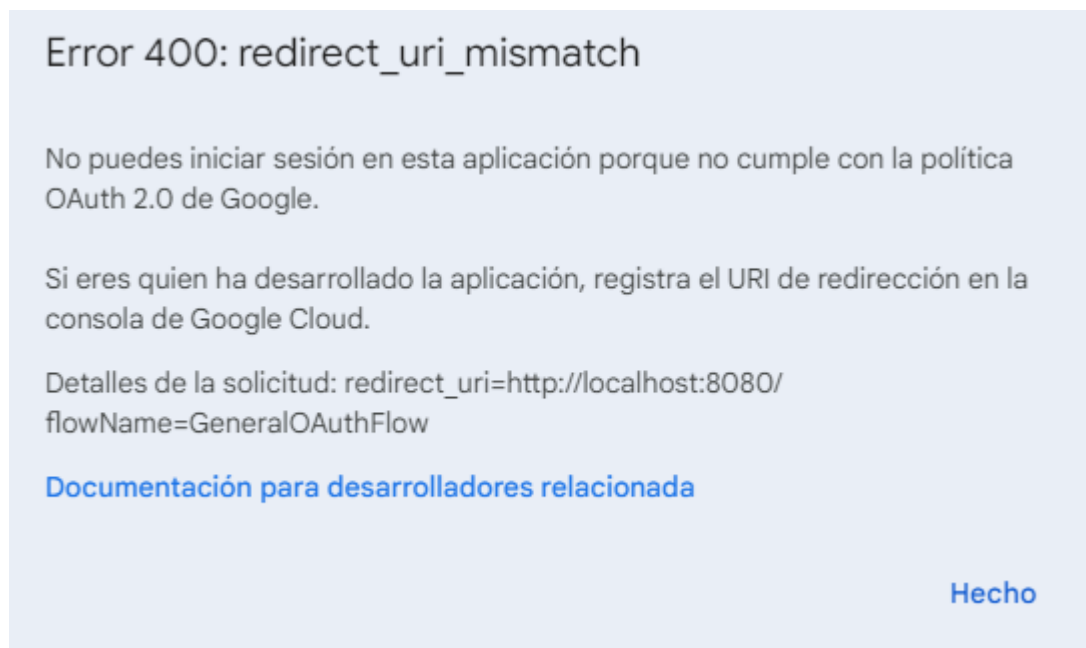 Error 400: redirect_uri_mismatch
No puedes iniciar sesión en esta aplicación porque no cumple con la política
OAuth 2.0 de Google.
Si eres quien ha desarrollado la aplicación, registra el URI de redirección en la
consola de Google Cloud.
Detalles de la solicitud: redirect_uri=http://localhost:8080/
flowName=GeneralOAuthFlow
Documentación para desarrolladores relacionada
Hecho